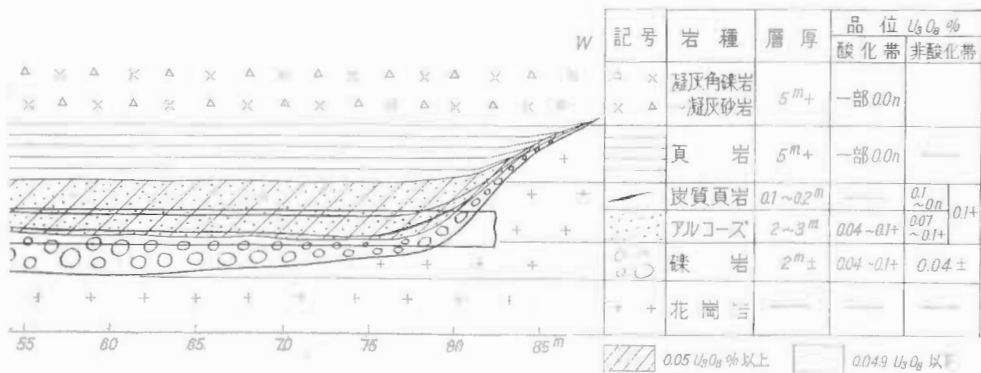 W
55 60 65 70 75 80 85 m
記号 岩種 層厚 品位 U₃O₈ %
酸化帯 非酸化帯
凝灰角礫岩 ~凝灰砂岩 5m+ 一部0.0n
頁岩 5m+ 一部0.0n
炭質頁岩 0.1~0.2m 0.1~0n 0.1+
アルコーズ 2~3m 0.04~0.1+ 0.07~0.1+
礫岩 2m± 0.04~0.1+ 0.04±
花崗岩
0.05 U₃O₈ %以上 0.049 U₃O₈ 以下